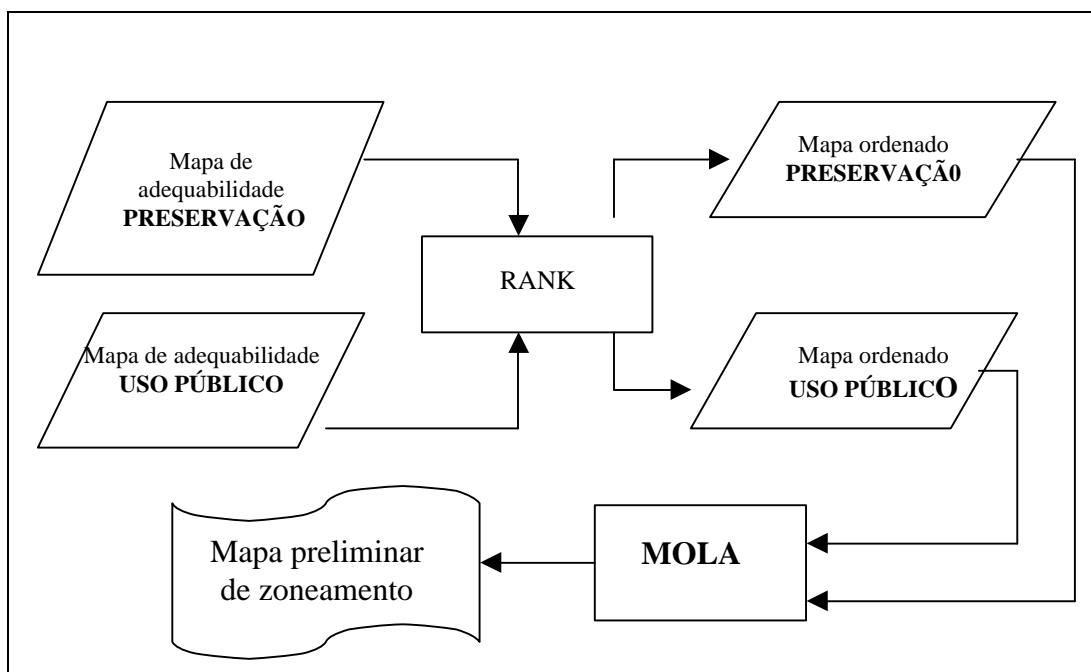 Mapa de
adequabilidade
PRESERVAÇÃO
Mapa ordenado
PRESERVAÇÃ0
RANK
Mapa de adequabilidade
USO PÚBLICO
Mapa ordenado
USO PÚBLICO
Mapa preliminar
de zoneamento
MOLA